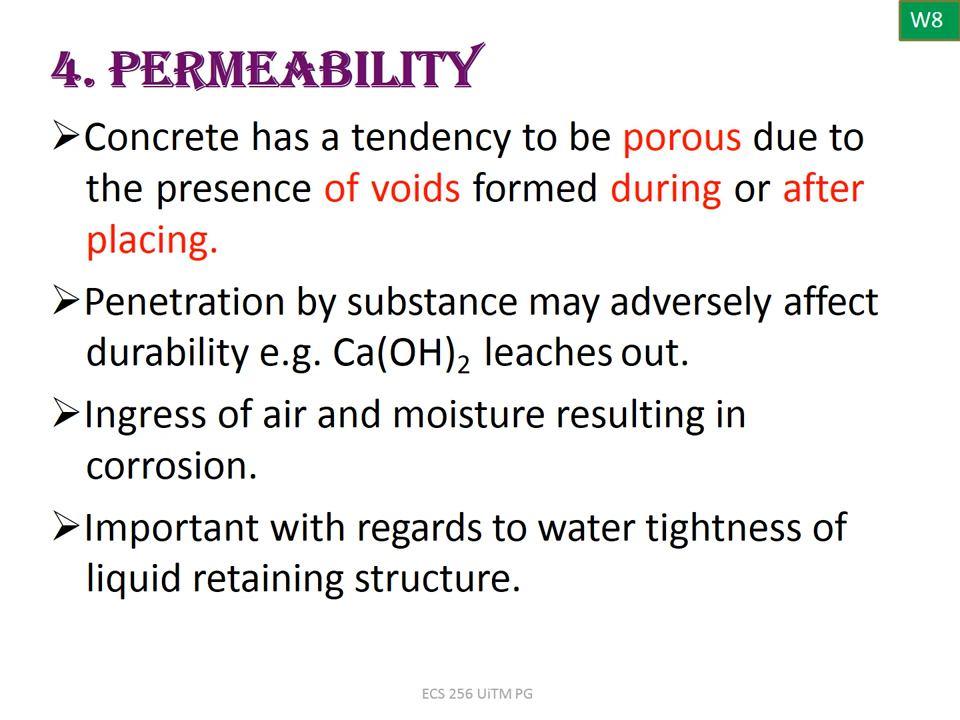 W8
4. PERMEABILITY
➢Concrete has a tendency to be porous due to
the presence of voids formed during or after
placing.
➢Penetration by substance may adversely affect
durability e.g. Ca(OH)₂ leaches out.
➢Ingress of air and moisture resulting in
corrosion.
➢Important with regards to water tightness of
liquid retaining structure.
ECS 256 UiTM PG